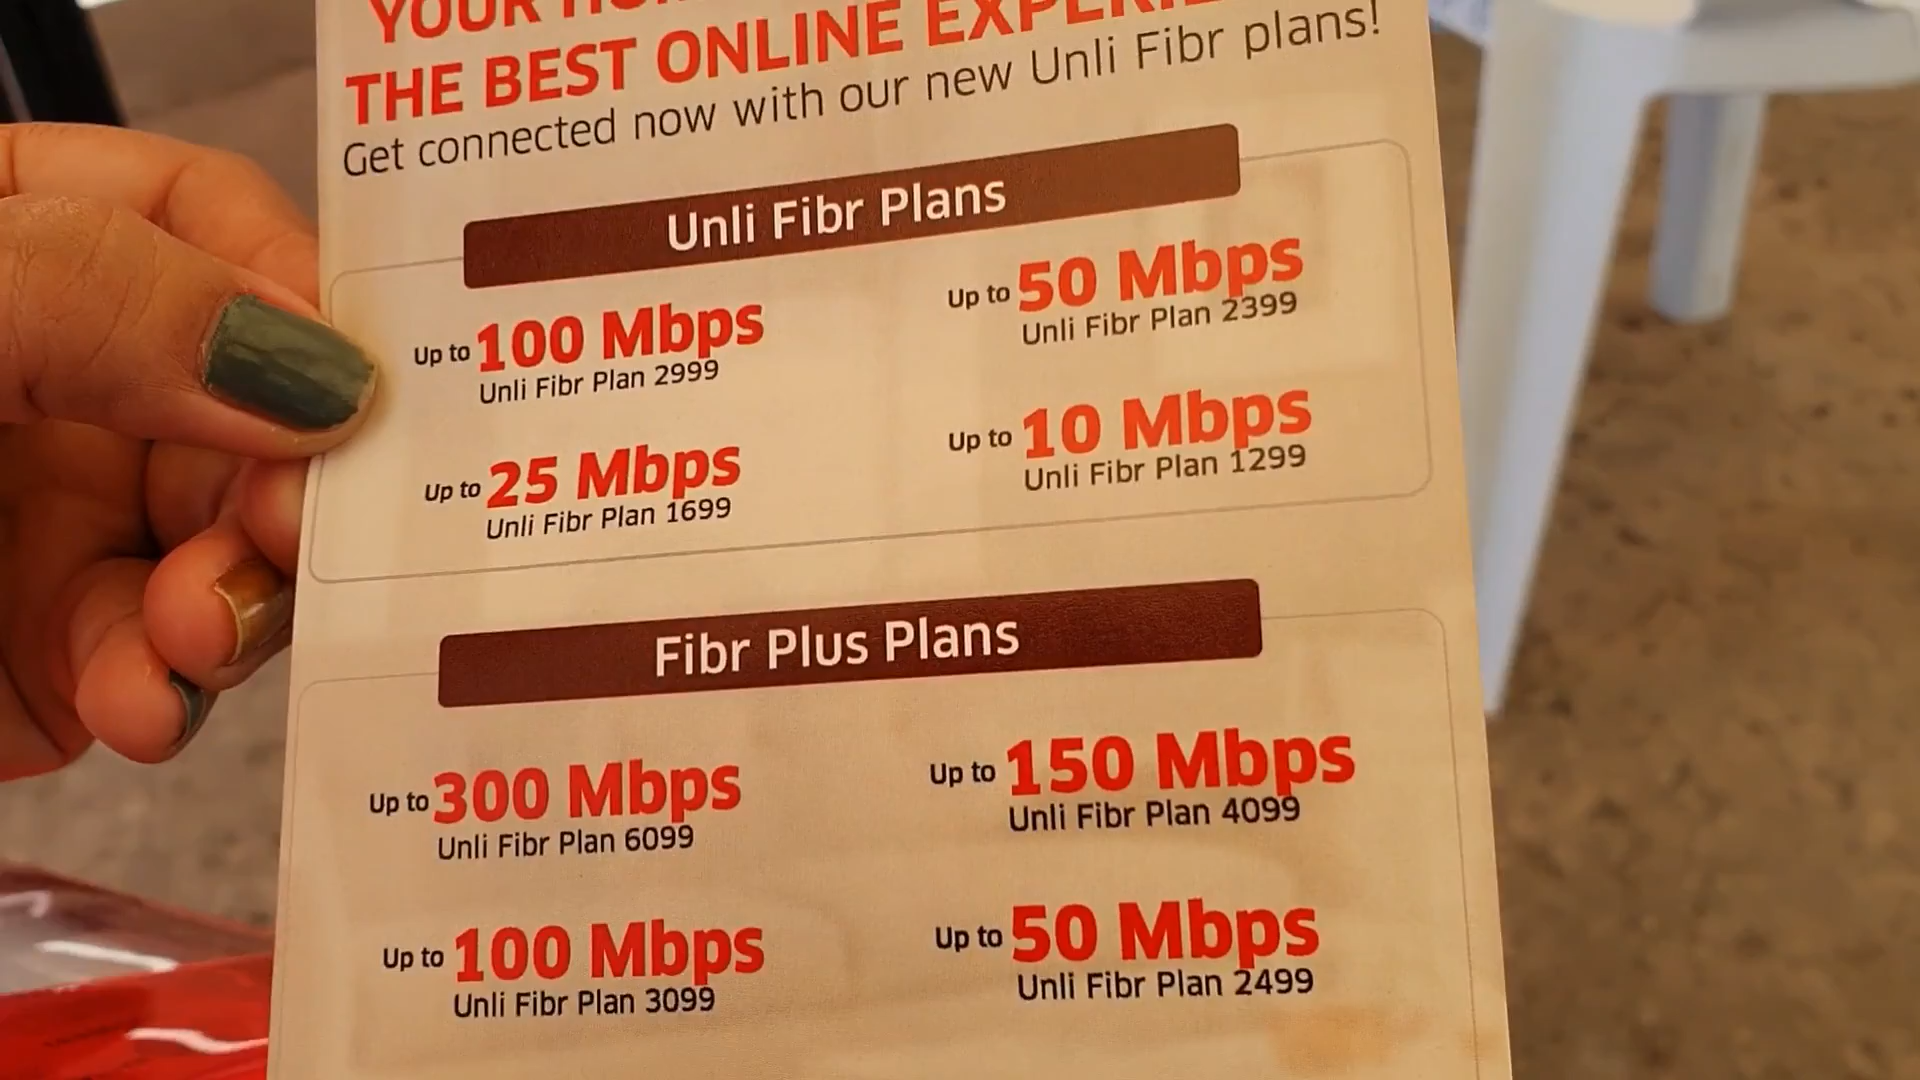 YOUR
THE BEST ONLINE
Get connected now with our new Unli Fibr plans!
Unli Fibr Plans
Up to 100 Mbps
Unli Fibr Plan 2999
Up to 50 Mbps
Unli Fibr Plan 2399
Up to 25 Mbps
Unli Fibr Plan 1699
Up to 10 Mbps
Unli Fibr Plan 1299
Fibr Plus Plans
Up to 300 Mbps
Unli Fibr Plan 6099
Up to 150 Mbps
Unli Fibr Plan 4099
Up to 100 Mbps
Unli Fibr Plan 3099
Up to 50 Mbps
Unli Fibr Plan 2499